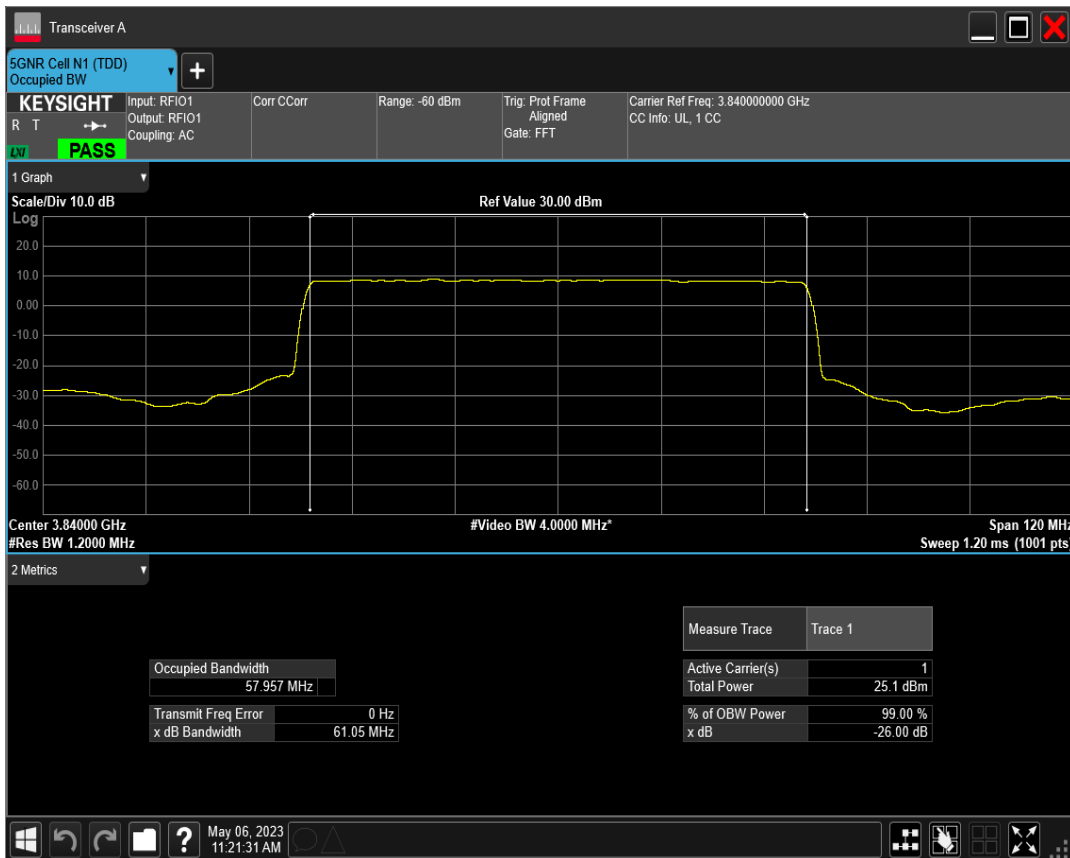 Transceiver A
5GNR Cell N1 (TDD)
Occupied BW
KEYSIGHT
R T
LXI
PASS
Input: RFIO1
Output: RFIO1
Coupling: AC
Corr CCorr
Range: -60 dBm
Trig: Prot Frame
Aligned
Gate: FFT
Carrier Ref Freq: 3.840000000 GHz
CC Info: UL, 1 CC
1 Graph
Scale/Div 10.0 dB
Ref Value 30.00 dBm
Log
20.0
10.0
0.00
-10.0
-20.0
-30.0
-40.0
-50.0
-60.0
Center 3.84000 GHz
#Video BW 4.0000 MHz*
Span 120 MHz
#Res BW 1.2000 MHz
Sweep 1.20 ms (1001 pts)
2 Metrics
Measure Trace Trace 1
Occupied Bandwidth
57.957 MHz
Active Carrier(s) 1
Total Power 25.1 dBm
Transmit Freq Error 0 Hz
x dB Bandwidth 61.05 MHz
% of OBW Power 99.00 %
x dB -26.00 dB
?
May 06, 2023
11:21:31 AM